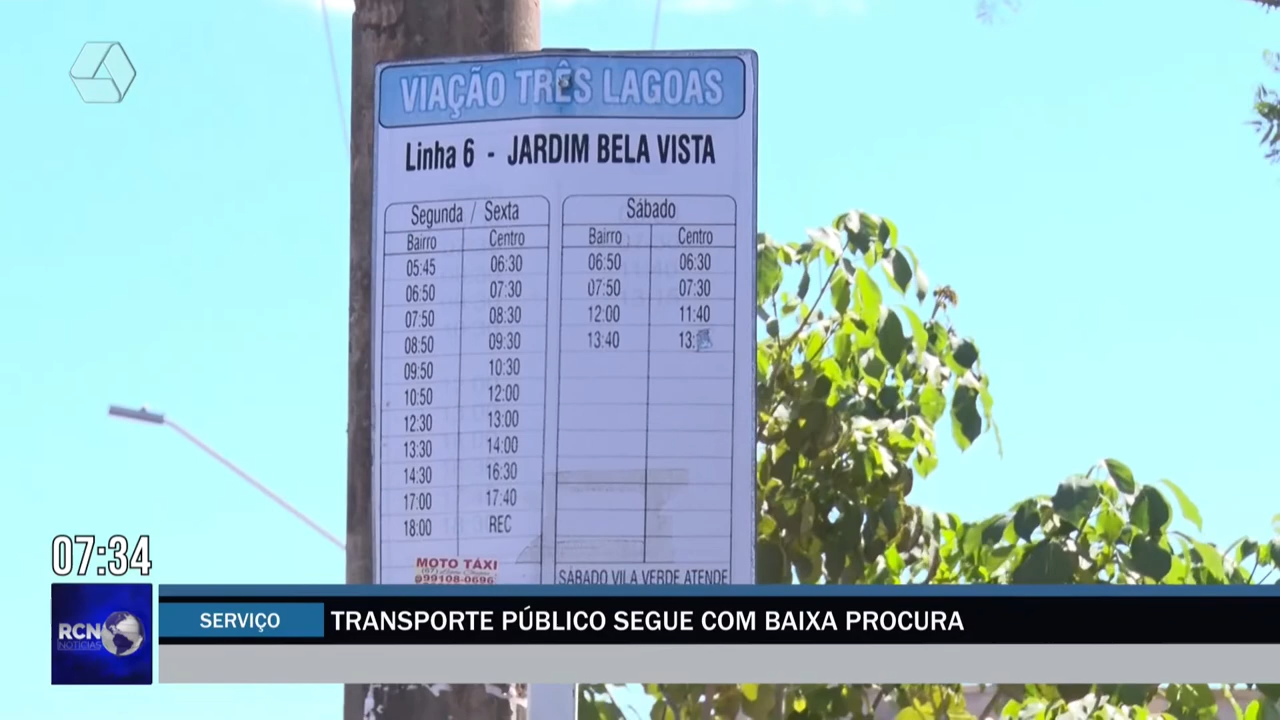 VIAÇÃO TRÊS LAGOAS
Linha 6 - JARDIM BELA VISTA
Segunda / Sexta
Bairro Centro
05:45 06:30
06:50 07:30
07:50 08:30
08:50 09:30
09:50 10:30
10:50 12:00
12:30 13:00
13:30 14:00
14:30 16:30
17:00 17:40
18:00 REC
Sábado
Bairro Centro
06:50 06:30
07:50 07:30
12:00 11:40
13:40 13:
MOTO TÁXI
99108-0696
SÁBADO VILA VERDE ATENDE
07:34
RCN
NOTÍCIAS
SERVIÇO
TRANSPORTE PÚBLICO SEGUE COM BAIXA PROCURA